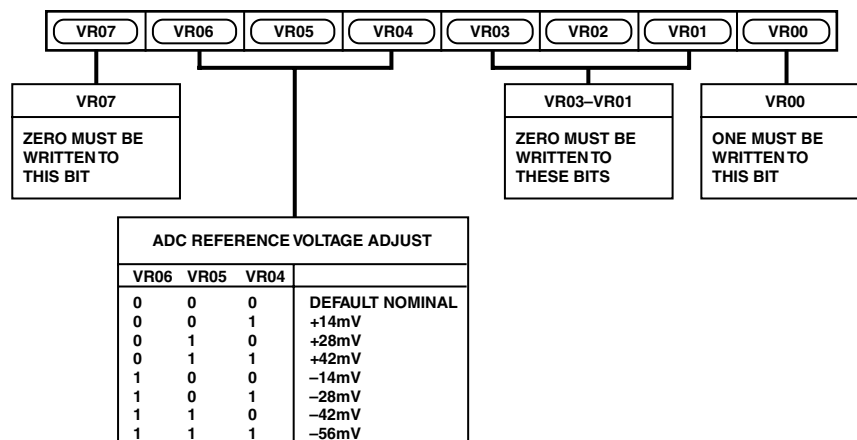 VR07 VR06 VR05 VR04 VR03 VR02 VR01 VR00
VR07
ZERO MUST BE
WRITTEN TO
THIS BIT
VR03–VR01
ZERO MUST BE
WRITTEN TO
THESE BITS
VR00
ONE MUST BE
WRITTEN TO
THIS BIT
ADC REFERENCE VOLTAGE ADJUST
VR06 VR05 VR04
0 0 0 DEFAULT NOMINAL
0 0 1 +14mV
0 1 0 +28mV
0 1 1 +42mV
1 0 0 –14mV
1 0 1 –28mV
1 1 0 –42mV
1 1 1 –56mV